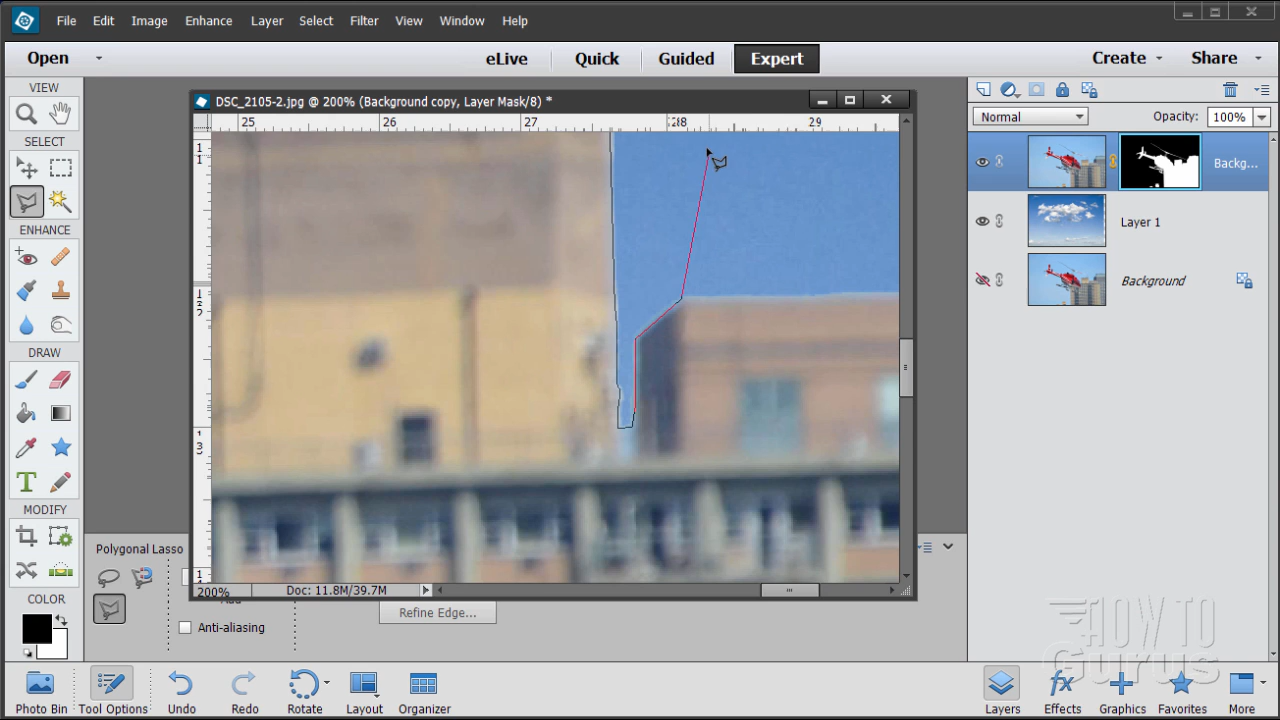 File Edit Image Enhance Layer Select Filter View Window Help
Open eLive Quick Guided Expert Create Share
VIEW
SELECT
ENHANCE
DRAW
MODIFY
COLOR
DSC_2105-2.jpg @ 200% (Background copy, Layer Mask/8) *
25 26 27 28 29
200% Doc: 11.8M/39.7M
Polygonal Lasso
Refine Edge...
Anti-aliasing
Normal Opacity: 100%
Backg...
Layer 1
Background
HOW TO
Gurus
Photo Bin Tool Options Undo Redo Rotate Layout Organizer Layers Effects Graphics Favorites More